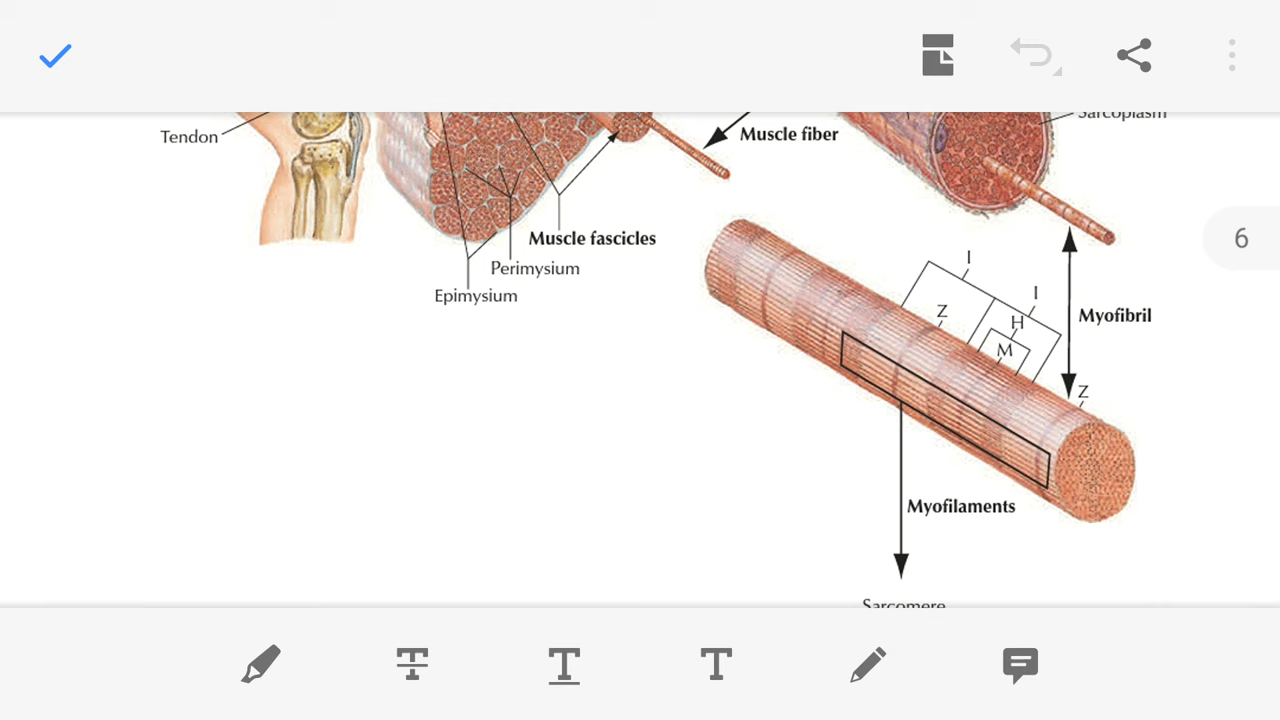 Sarcoplasm
Tendon
Muscle fiber
Muscle fascicles
Perimysium
Epimysium
I
I
Z
H
M
Myofibril
Z
Myofilaments
Sarcomere
6
T
T
T